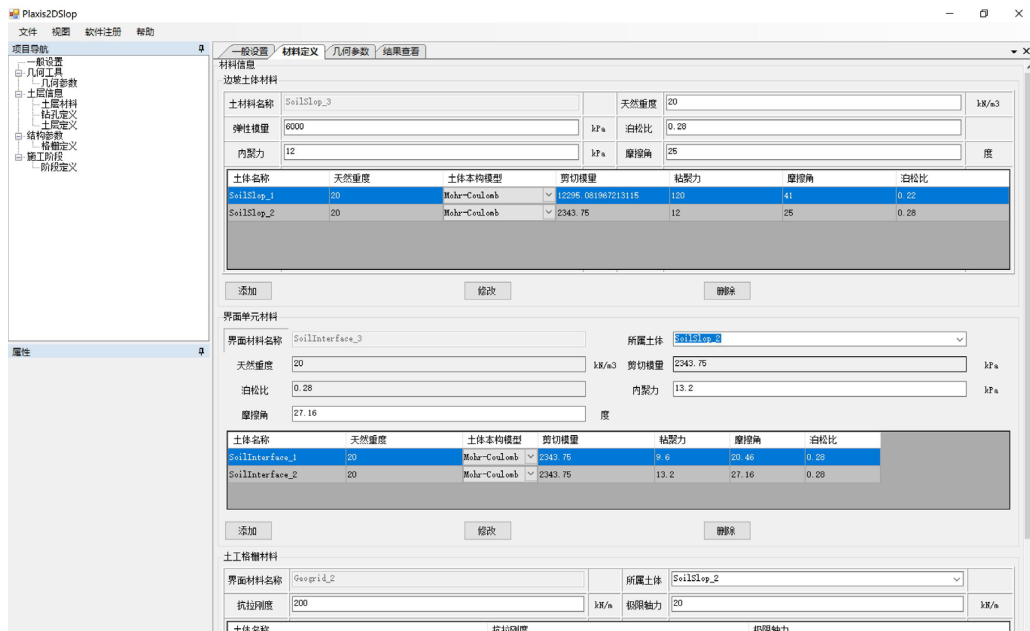 Plaxis2DSlop
文件 视图 软件注册 帮助
项目导航
一般设置
几何工具
几何参数
土层信息
土层材料
钻孔定义
土层定义
结构参数
格栅定义
施工阶段
阶段定义
属性
一般设置 材料定义 几何参数 结果查看
材料信息
边坡土体材料
土材料名称 SoilSlop_3 天然重度 20 kN/m3
弹性模量 6000 kPa 泊松比 0.28
内聚力 12 kPa 摩擦角 25 度
土体名称 天然重度 土体本构模型 剪切模量 粘聚力 摩擦角 泊松比
SoilSlop_1 20 Mohr-Coulomb 12295.081967213115 120 41 0.22
SoilSlop_2 20 Mohr-Coulomb 2343.75 12 25 0.28
添加 修改 删除
界面单元材料
界面材料名称 SoilInterface_3 所属土体 SoilSlop_2
天然重度 20 kN/m3 剪切模量 2343.75 kPa
泊松比 0.28 内聚力 13.2 kPa
摩擦角 27.16 度
土体名称 天然重度 土体本构模型 剪切模量 粘聚力 摩擦角 泊松比
SoilInterface_1 20 Mohr-Coulomb 2343.75 9.6 20.46 0.28
SoilInterface_2 20 Mohr-Coulomb 2343.75 13.2 27.16 0.28
添加 修改 删除
土工格栅材料
界面材料名称 Geogrid_2 所属土体 SoilSlop_2
抗拉刚度 200 kN/m 极限轴力 20 kN/m
土体名称 抗拉刚度 极限轴力